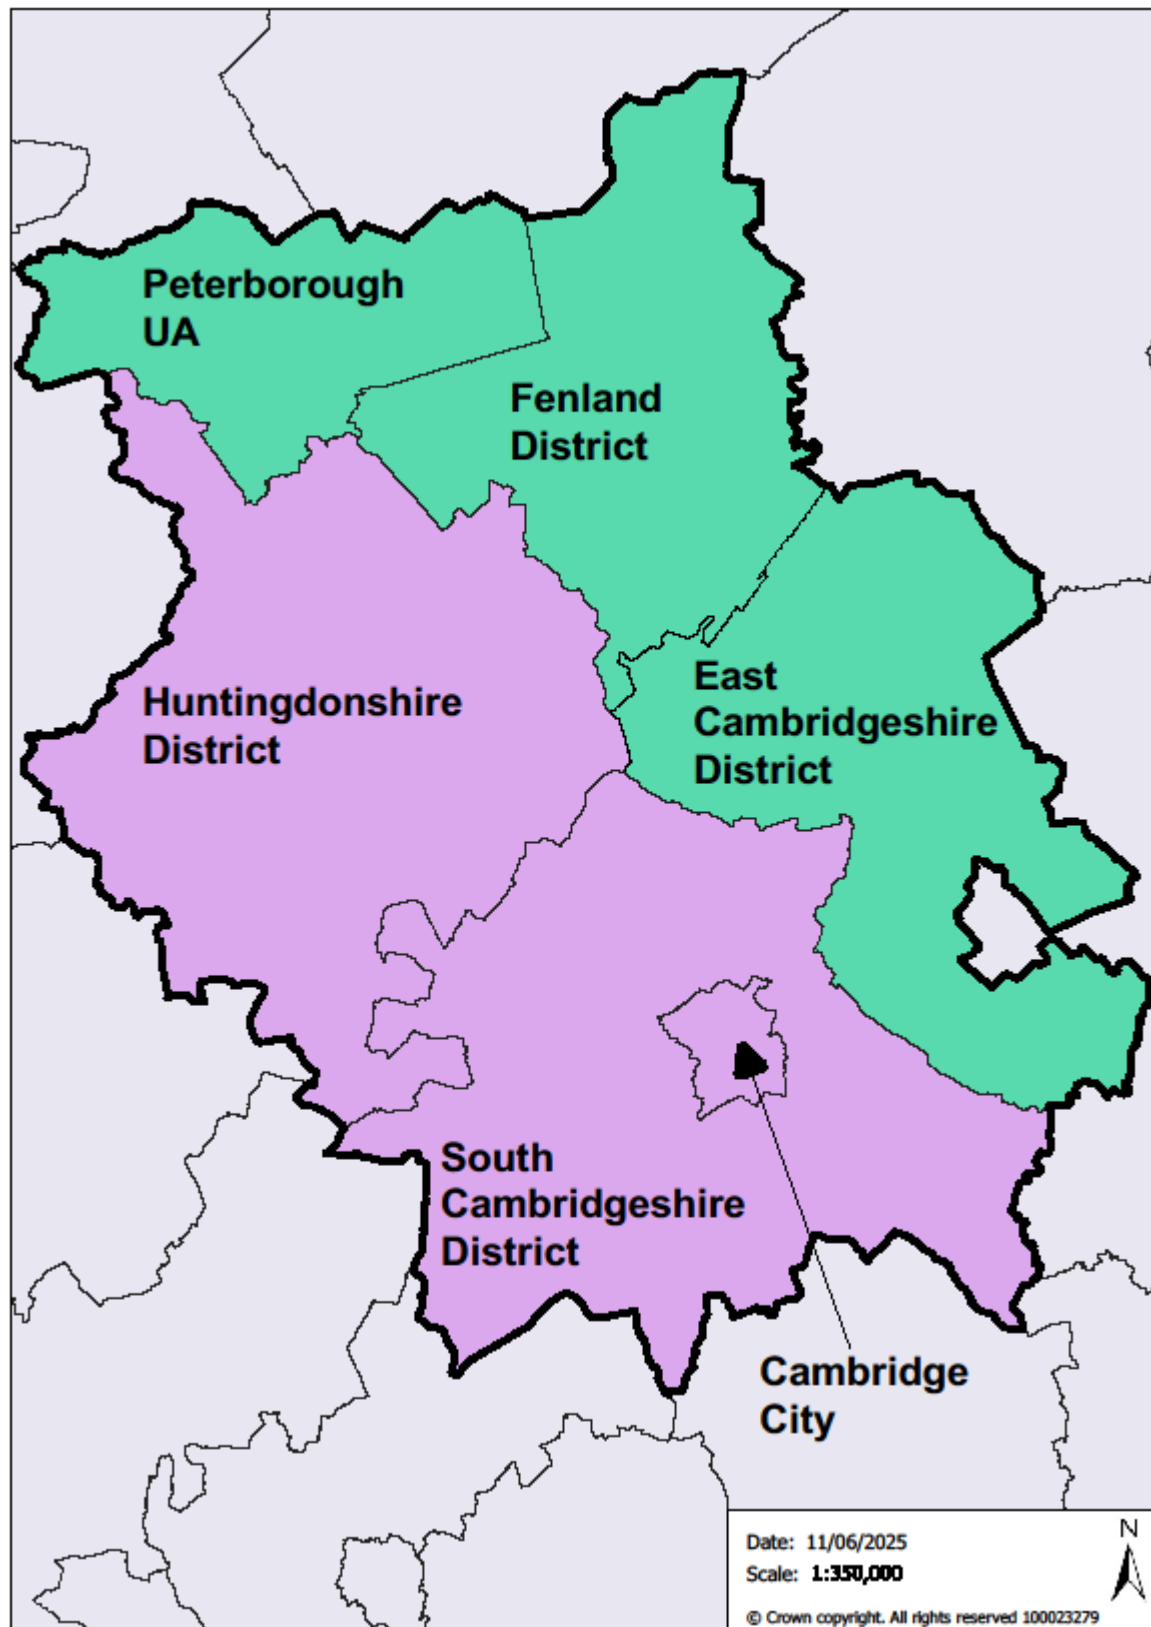 Peterborough
UA
Fenland
District
East
Cambridgeshire
District
Huntingdonshire
District
South
Cambridgeshire
District
Cambridge
City
Date: 11/06/2025
N
Scale: 1:350,000
© Crown copyright. All rights reserved 100023279